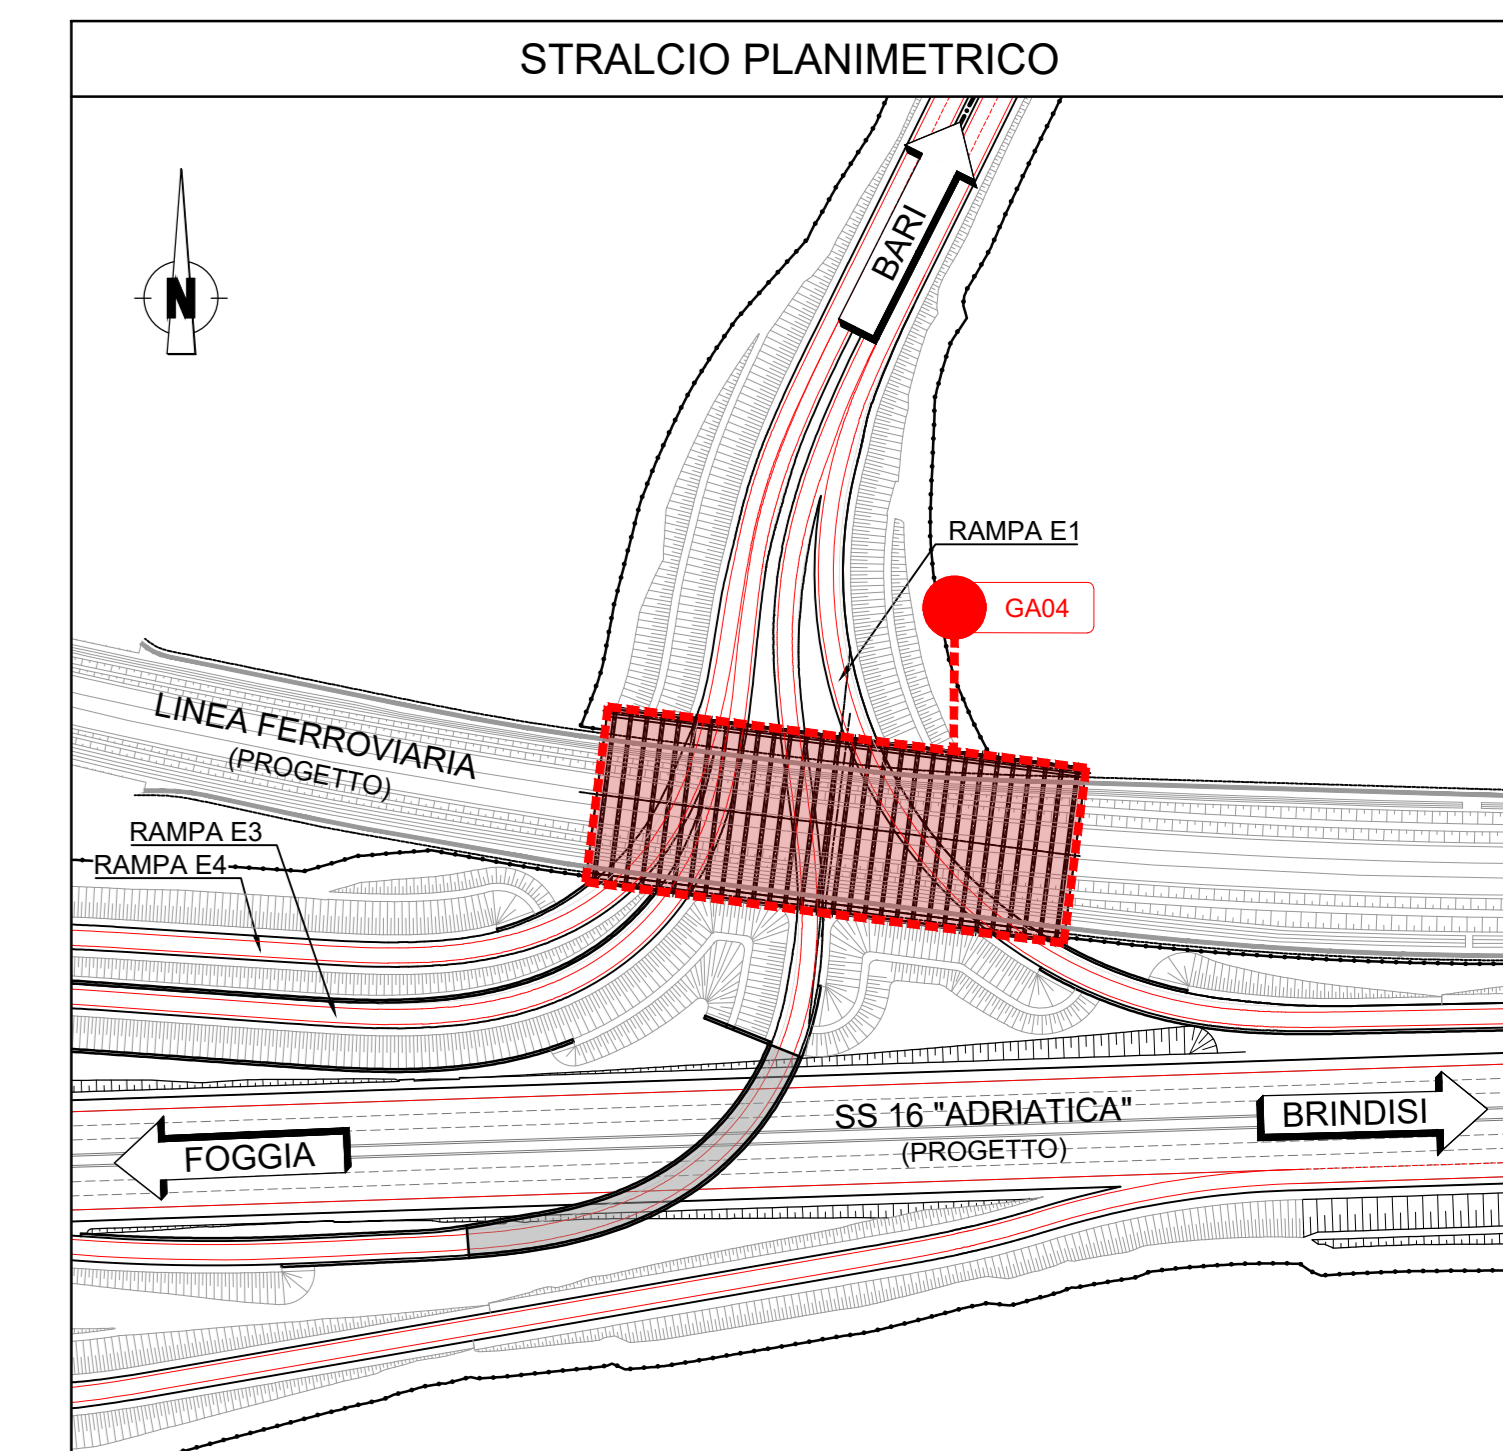 STRALCIO PLANIMETRICO
BARI
N
RAMPA E1
GA04
LINEA FERROVIARIA
(PROGETTO)
RAMPA E3
RAMPA E4
SS 16 "ADRIATICA"
(PROGETTO)
BRINDISI
FOGGIA